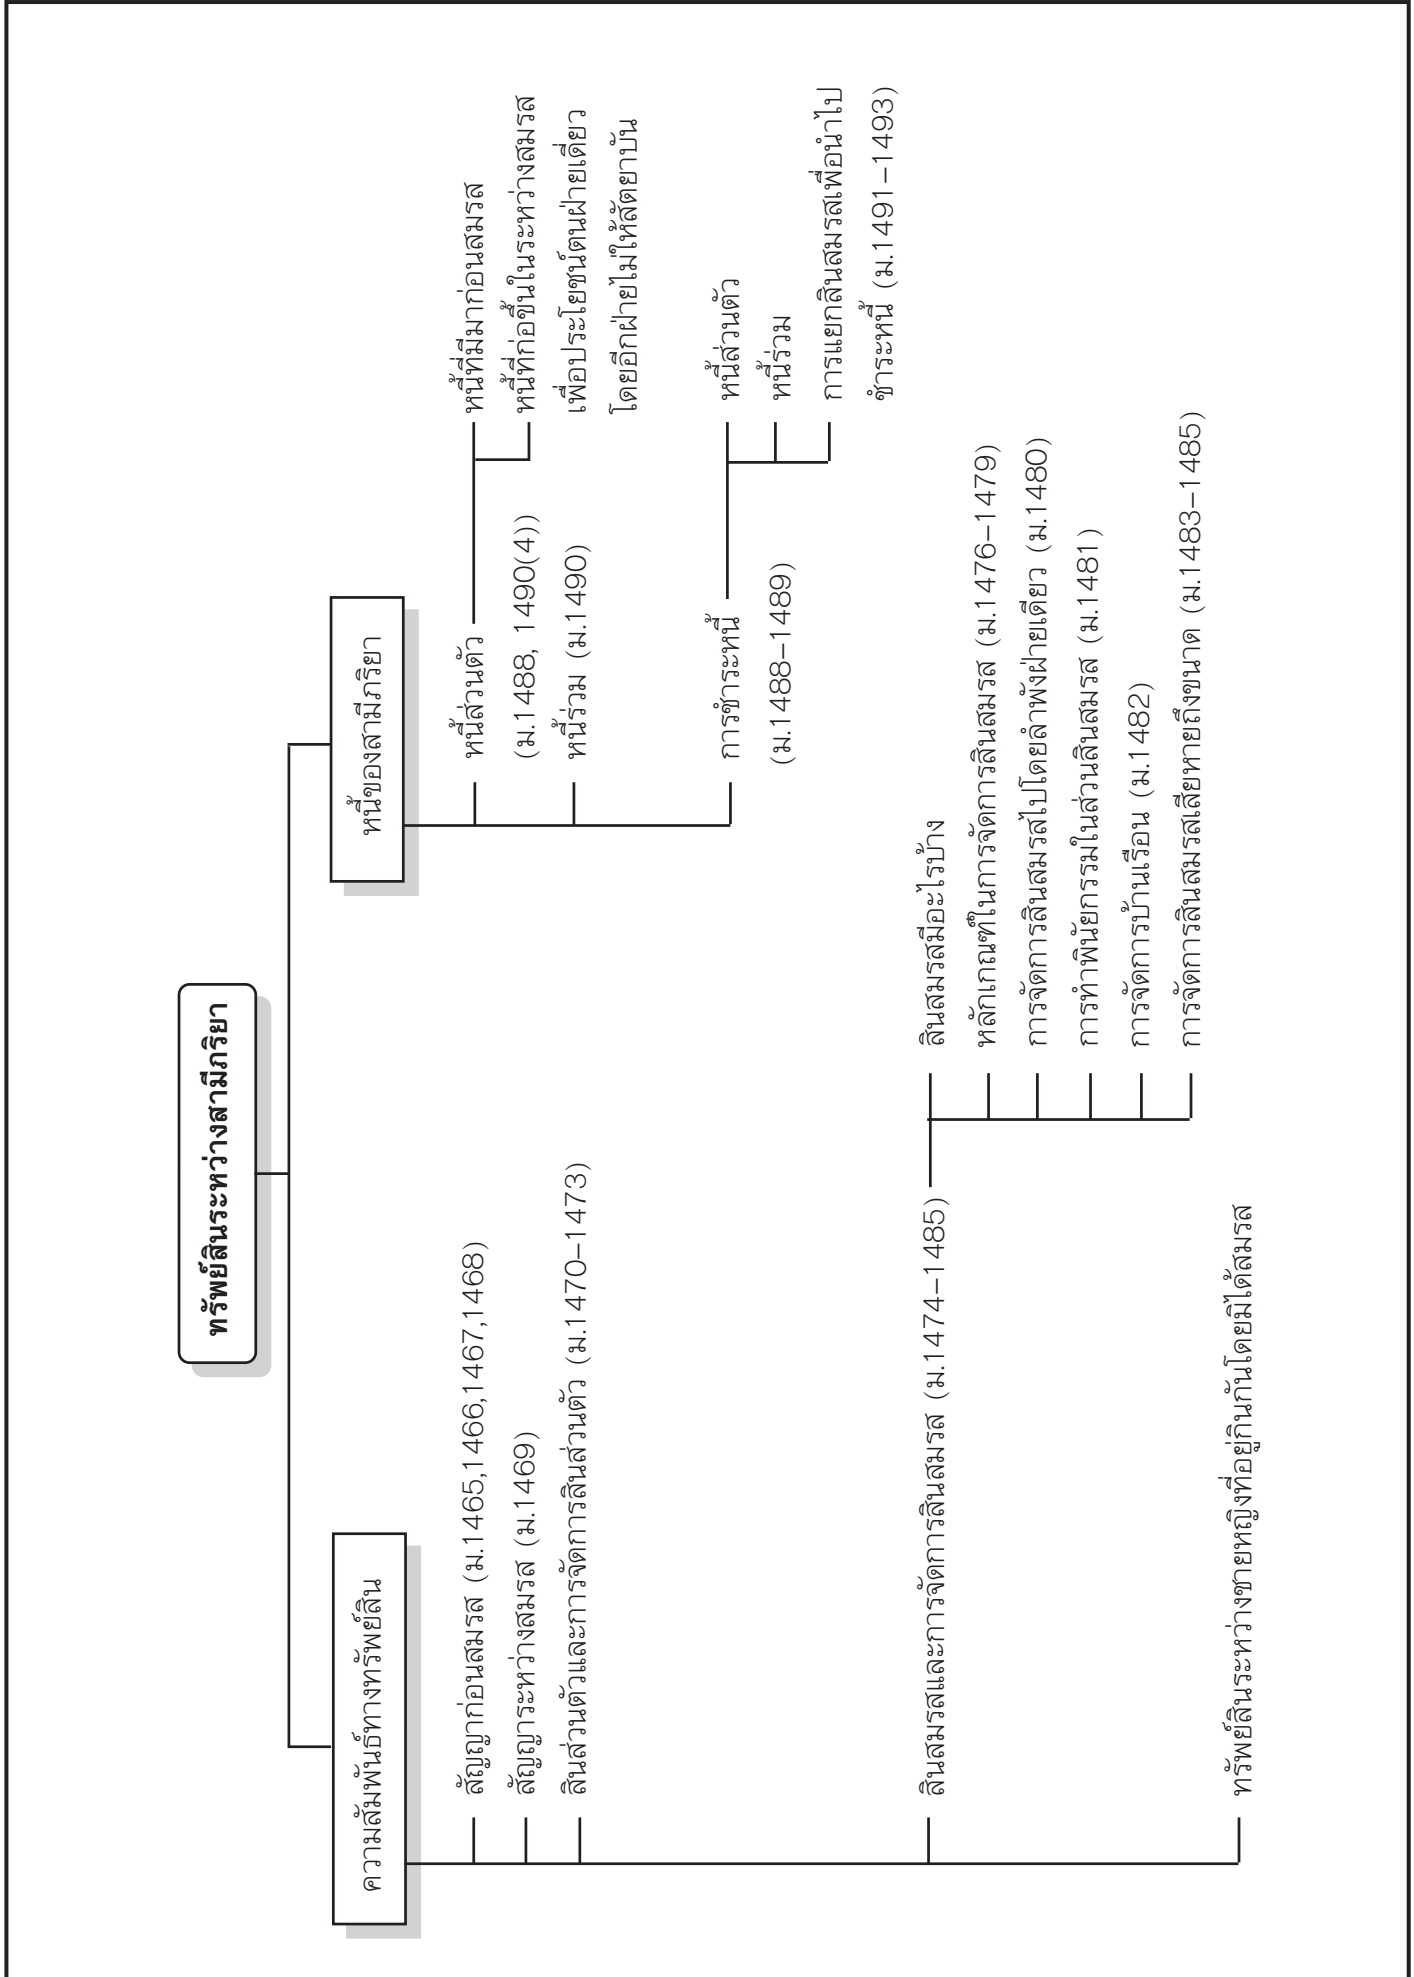 ทรัพย์สินระหว่างสามีภริยา
ความสัมพันธ์ทางทรัพย์สิน
สัญญาก่อนสมรส (ม.1465,1466,1467,1468)
สัญญาระหว่างสมรส (ม.1469)
สินส่วนตัวและการจัดการสินส่วนตัว (ม.1470–1473)
สินสมรสและการจัดการสินสมรส (ม.1474–1485)
สินสมรสมีอะไรบ้าง
หลักเกณฑ์ในการจัดการสินสมรส (ม.1476–1479)
การจัดการสินสมรสไปโดยลำพังฝ่ายเดียว (ม.1480)
การทำพินัยกรรมในส่วนสินสมรส (ม.1481)
การจัดการบ้านเรือน (ม.1482)
การจัดการสินสมรสเสียหายถึงขนาด (ม.1483–1485)
ทรัพย์สินระหว่างชายหญิงที่อยู่กินกันโดยมิได้สมรส
หนี้ของสามีภริยา
หนี้ส่วนตัว
(ม.1488, 1490(4))
หนี้ที่มีมาก่อนสมรส
หนี้ที่ก่อขึ้นในระหว่างสมรส
เพื่อประโยชน์ตนฝ่ายเดียว
โดยอีกฝ่ายไม่ให้สัตยาบัน
หนี้ร่วม (ม.1490)
การชำระหนี้
(ม.1488–1489)
หนี้ส่วนตัว
หนี้ร่วม
การแยกสินสมรสเพื่อนำไป
ชำระหนี้ (ม.1491–1493)